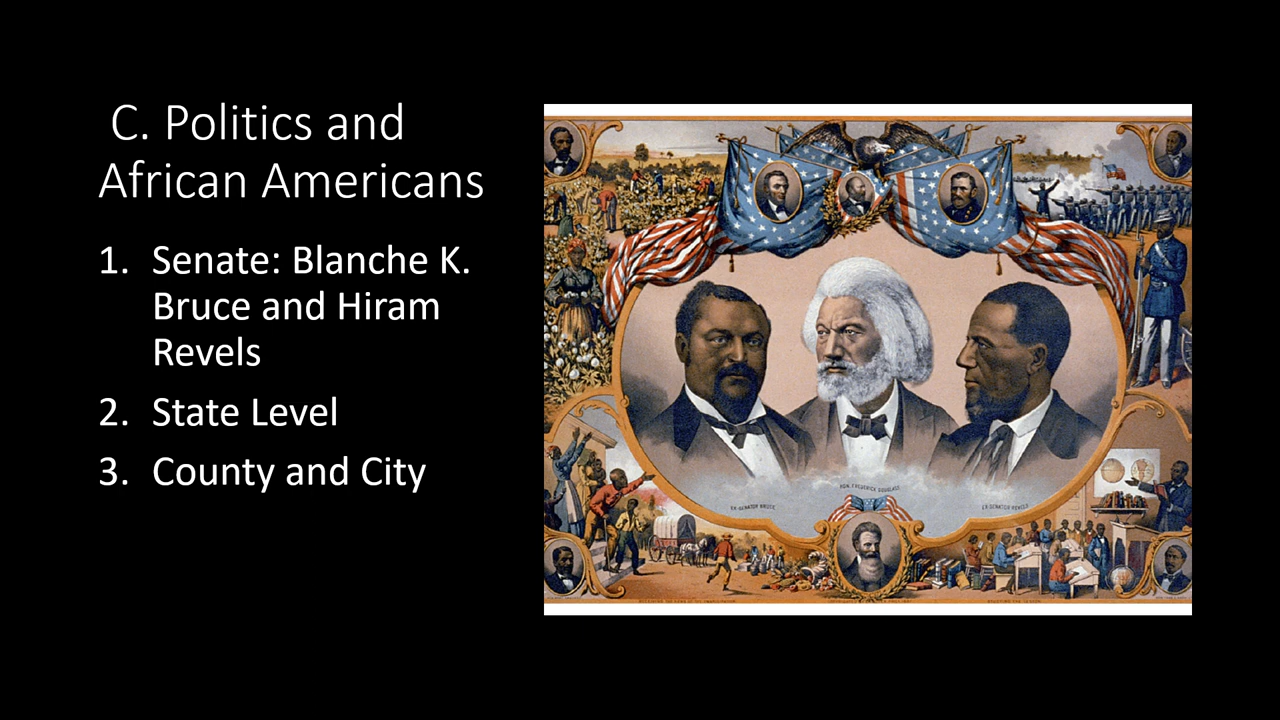 C. Politics and
African Americans
1. Senate: Blanche K.
Bruce and Hiram
Revels
2. State Level
3. County and City
HON. FREDERICK DOUGLASS.
EX-SENATOR BRUCE.
EX-SENATOR REVELS